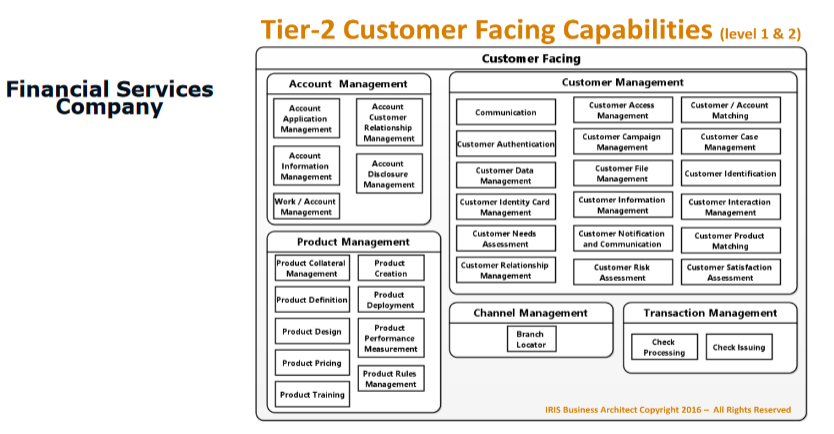 Tier-2 Customer Facing Capabilities (level 1 & 2)
Financial Services
Company
Customer Facing
Account Management
Account
Application
Management
Account
Customer
Relationship
Management
Account
Information
Management
Account
Disclosure
Management
Work / Account
Management
Product Management
Product Collateral
Management
Product
Creation
Product Definition
Product
Deployment
Product Design
Product
Performance
Measurement
Product Pricing
Product Rules
Management
Product Training
Customer Management
Communication
Customer Access
Management
Customer / Account
Matching
Customer Authentication
Customer Campaign
Management
Customer Case
Management
Customer Data
Management
Customer File
Management
Customer Identification
Customer Identity Card
Management
Customer Information
Management
Customer Interaction
Management
Customer Needs
Assessment
Customer Notification
and Communication
Customer Product
Matching
Customer Relationship
Management
Customer Risk
Assessment
Customer Satisfaction
Assessment
Channel Management
Branch
Locator
Transaction Management
Check
Processing
Check Issuing
IRIS Business Architect Copyright 2016 – All Rights Reserved